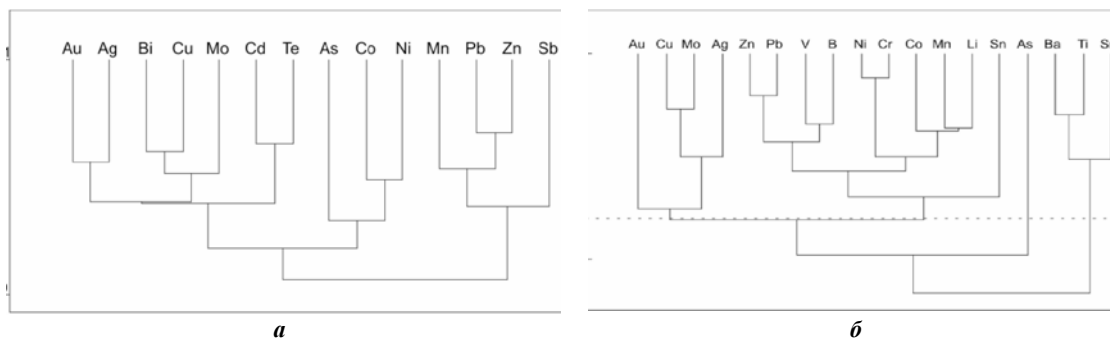 Au Ag Bi Cu Mo Cd Te As Co Ni Mn Pb Zn Sb
Au Cu Mo Ag Zn Pb V B Ni Cr Co Mn Li Sn As Ba Ti
а
б